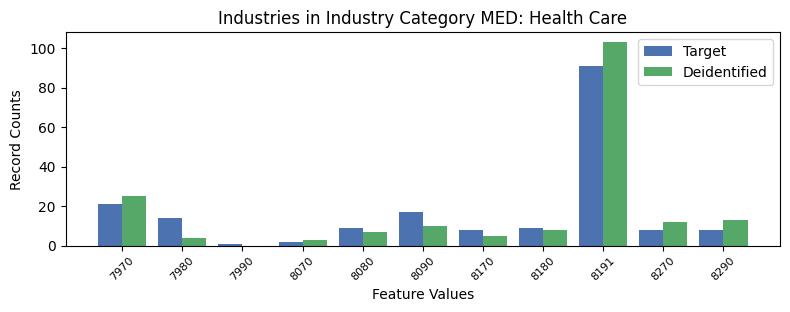 Industries in Industry Category MED: Health Care
Target
Deidentified
Record Counts
100
80
60
40
20
0
7970 7980 7990 8070 8080 8090 8170 8180 8191 8270 8290
Feature Values